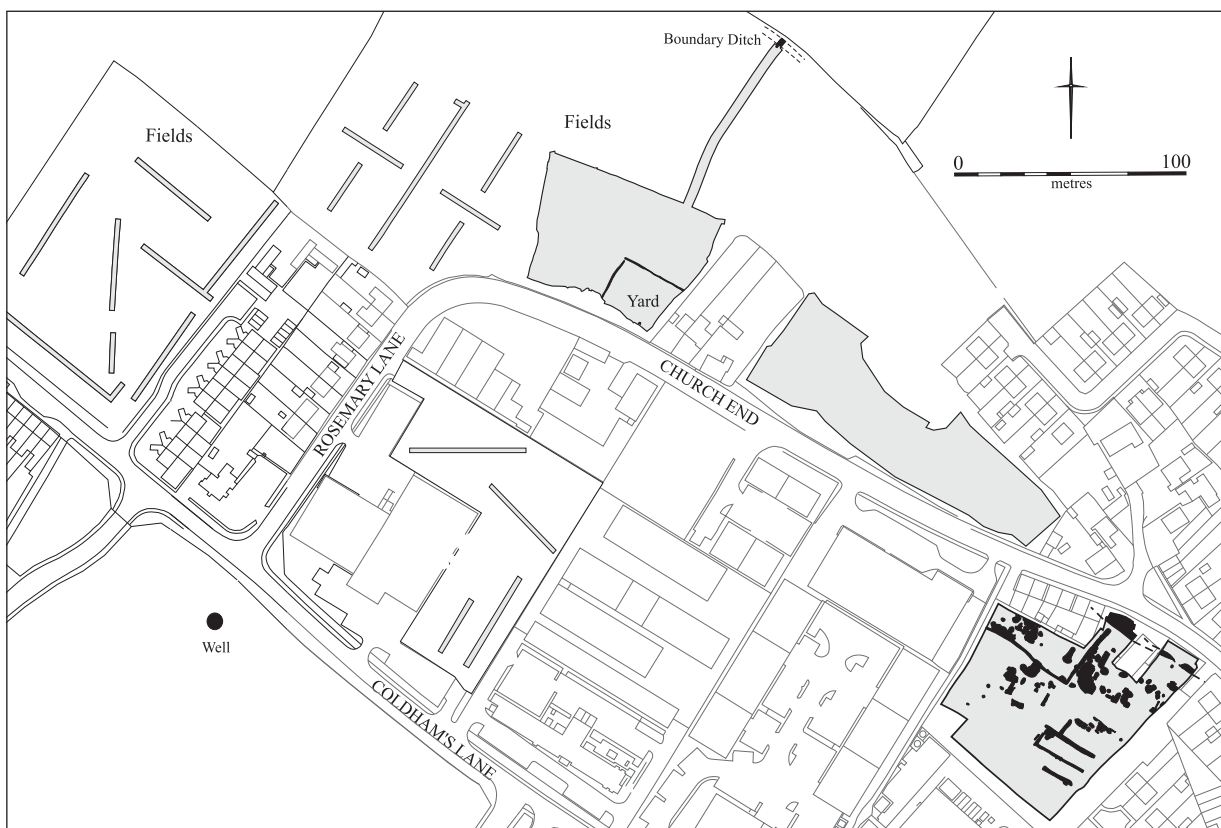 Boundary Ditch
Fields
Fields
0 100
metres
Yard
ROSEMARY LANE
CHURCH END
Well
COLDHAM'S LANE